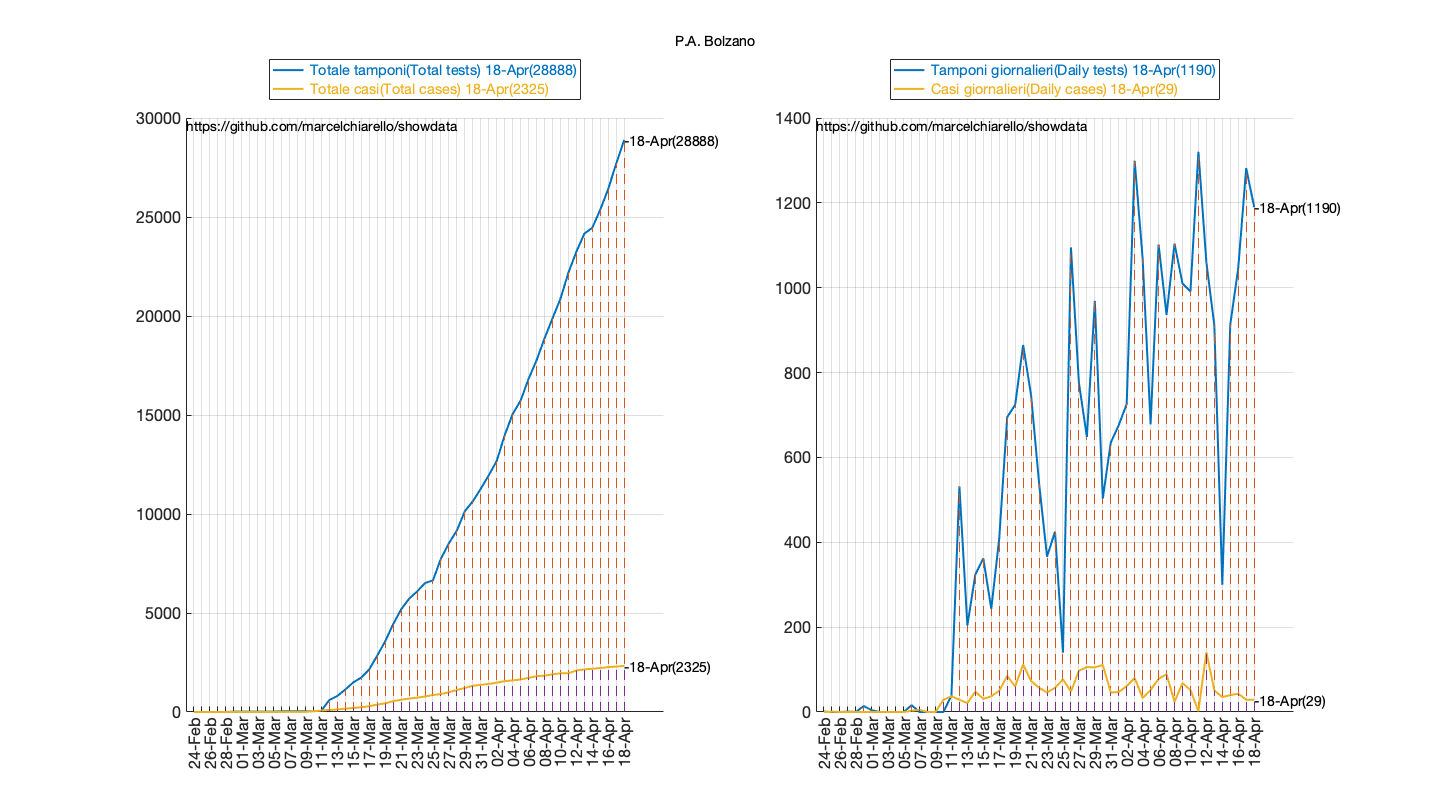 P.A. Bolzano
Totale tamponi(Total tests) 18-Apr(28888)
Totale casi(Total cases) 18-Apr(2325)
30000
25000
20000
15000
10000
5000
0
https://github.com/marcelchiarello/showdata
18-Apr(28888)
18-Apr(2325)
24-Feb
26-Feb
28-Feb
01-Mar
03-Mar
05-Mar
07-Mar
09-Mar
11-Mar
13-Mar
15-Mar
17-Mar
19-Mar
21-Mar
23-Mar
25-Mar
27-Mar
29-Mar
31-Mar
02-Apr
04-Apr
06-Apr
08-Apr
10-Apr
12-Apr
14-Apr
16-Apr
18-Apr
Tamponi giornalieri(Daily tests) 18-Apr(1190)
Casi giornalieri(Daily cases) 18-Apr(29)
1400
1200
1000
800
600
400
200
0
https://github.com/marcelchiarello/showdata
18-Apr(1190)
18-Apr(29)
24-Feb
26-Feb
28-Feb
01-Mar
03-Mar
05-Mar
07-Mar
09-Mar
11-Mar
13-Mar
15-Mar
17-Mar
19-Mar
21-Mar
23-Mar
25-Mar
27-Mar
29-Mar
31-Mar
02-Apr
04-Apr
06-Apr
08-Apr
10-Apr
12-Apr
14-Apr
16-Apr
18-Apr